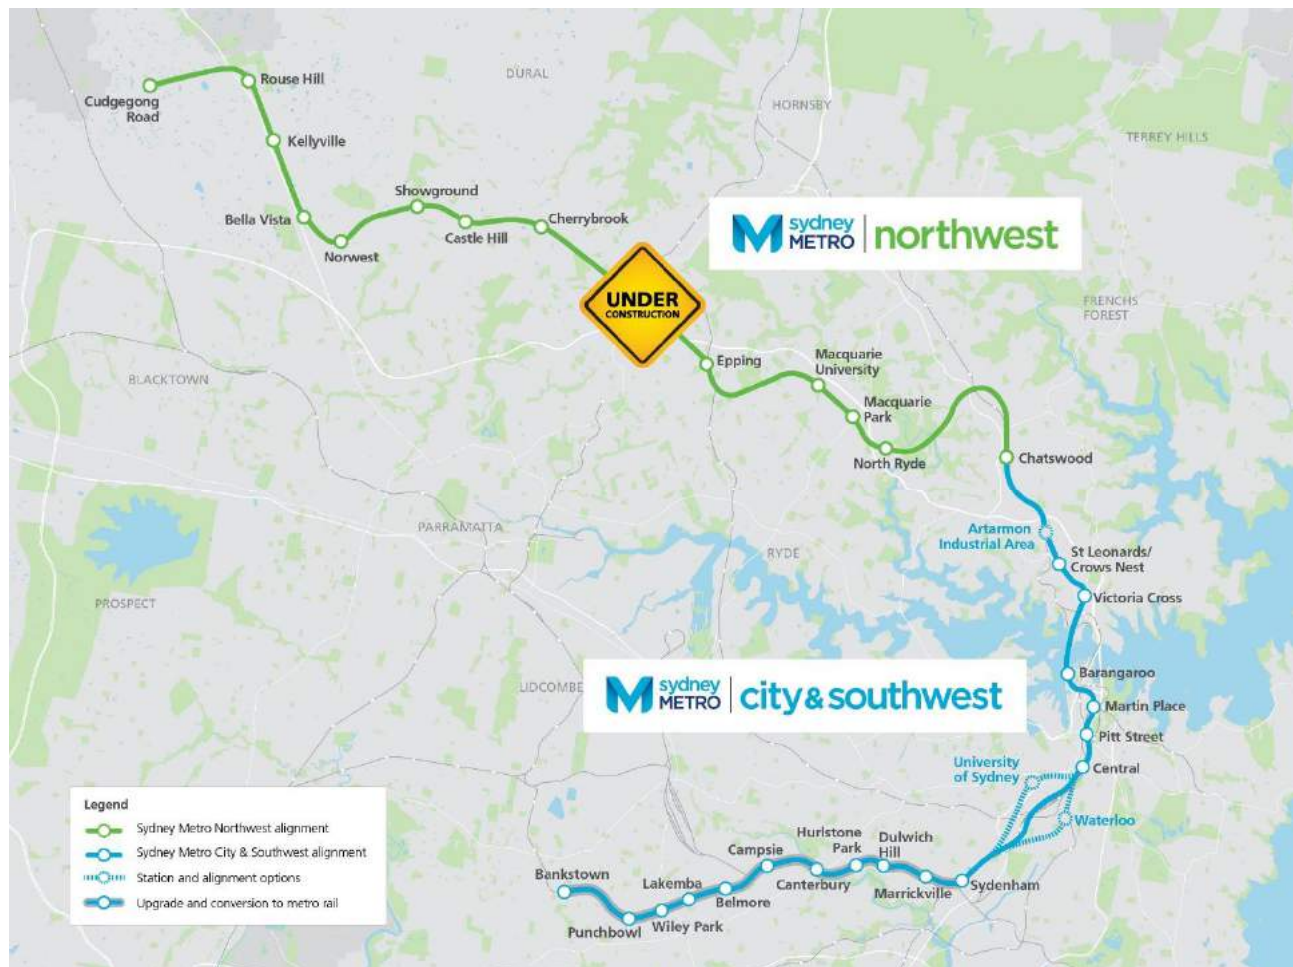 DURAL
HORNSBY
TERREY HILLS
Cudgegong
Road
Rouse Hill
Kellyville
Bella Vista
Norwest
Showground
Castle Hill
Cherrybrook
sydney
METRO
northwest
UNDER
CONSTRUCTION
FRENCHS
FOREST
BLACKTOWN
Epping
Macquarie
University
Macquarie
Park
North Ryde
Chatswood
PARRAMATTA
RYDE
Artarmon
Industrial Area
St Leonards/
Crows Nest
Victoria Cross
PROSPECT
LIDCOMBE
sydney
METRO
city & southwest
Barangaroo
Martin Place
Pitt Street
Central
University
of Sydney
Waterloo
Legend
Sydney Metro Northwest alignment
Sydney Metro City & Southwest alignment
Station and alignment options
Upgrade and conversion to metro rail
Bankstown
Punchbowl
Lakemba
Wiley Park
Belmore
Campsie
Canterbury
Hurlstone
Park
Dulwich
Hill
Marrickville
Sydenham